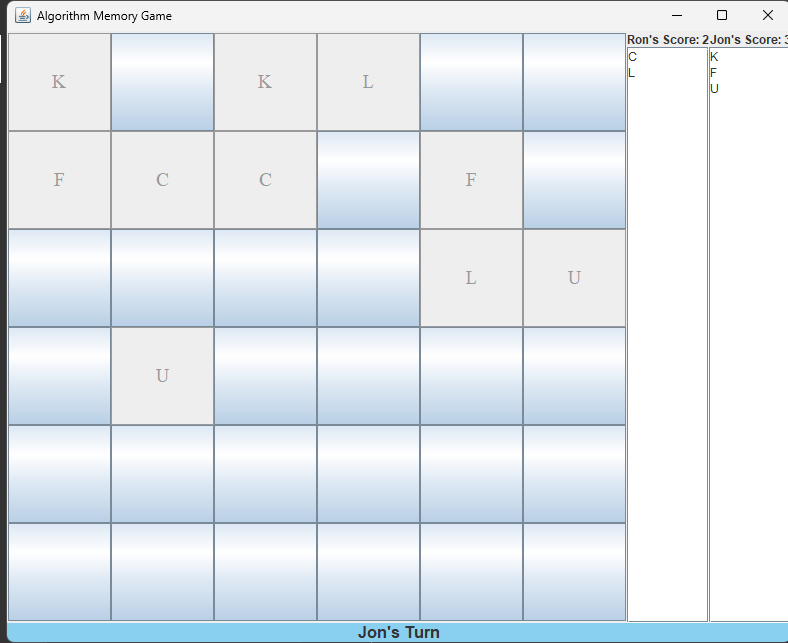 Algorithm Memory Game
K K L
F C C F
L U
U
Ron's Score: 2
C
L
Jon's Score: 3
K
F
U
Jon's Turn